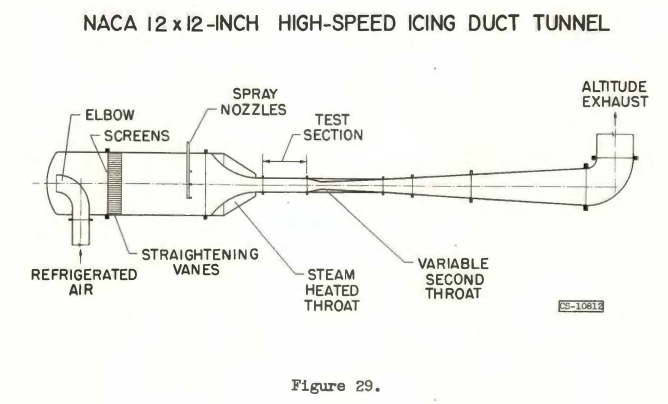 NACA 12 x 12-INCH HIGH-SPEED ICING DUCT TUNNEL
ALTITUDE
EXHAUST
SPRAY
NOZZLES
TEST
SECTION
ELBOW
SCREENS
STRAIGHTENING
VANES
REFRIGERATED
AIR
STEAM
HEATED
THROAT
VARIABLE
SECOND
THROAT
CS-10812
Figure 29.